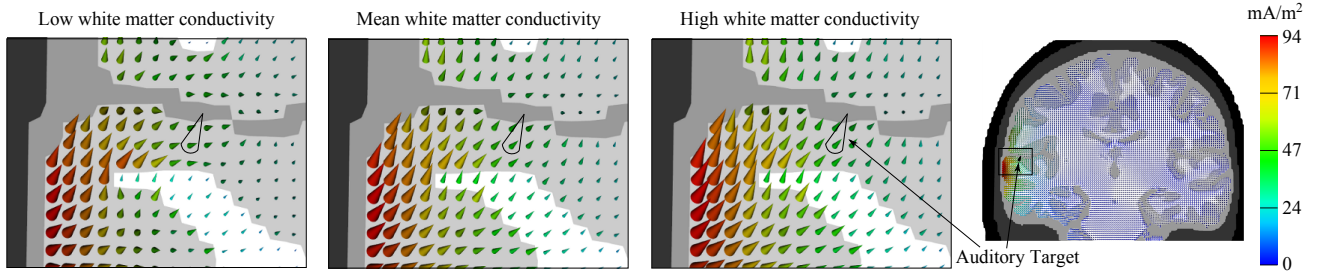 Low white matter conductivity
Mean white matter conductivity
High white matter conductivity
mA/m²
94
71
47
24
0
Auditory Target